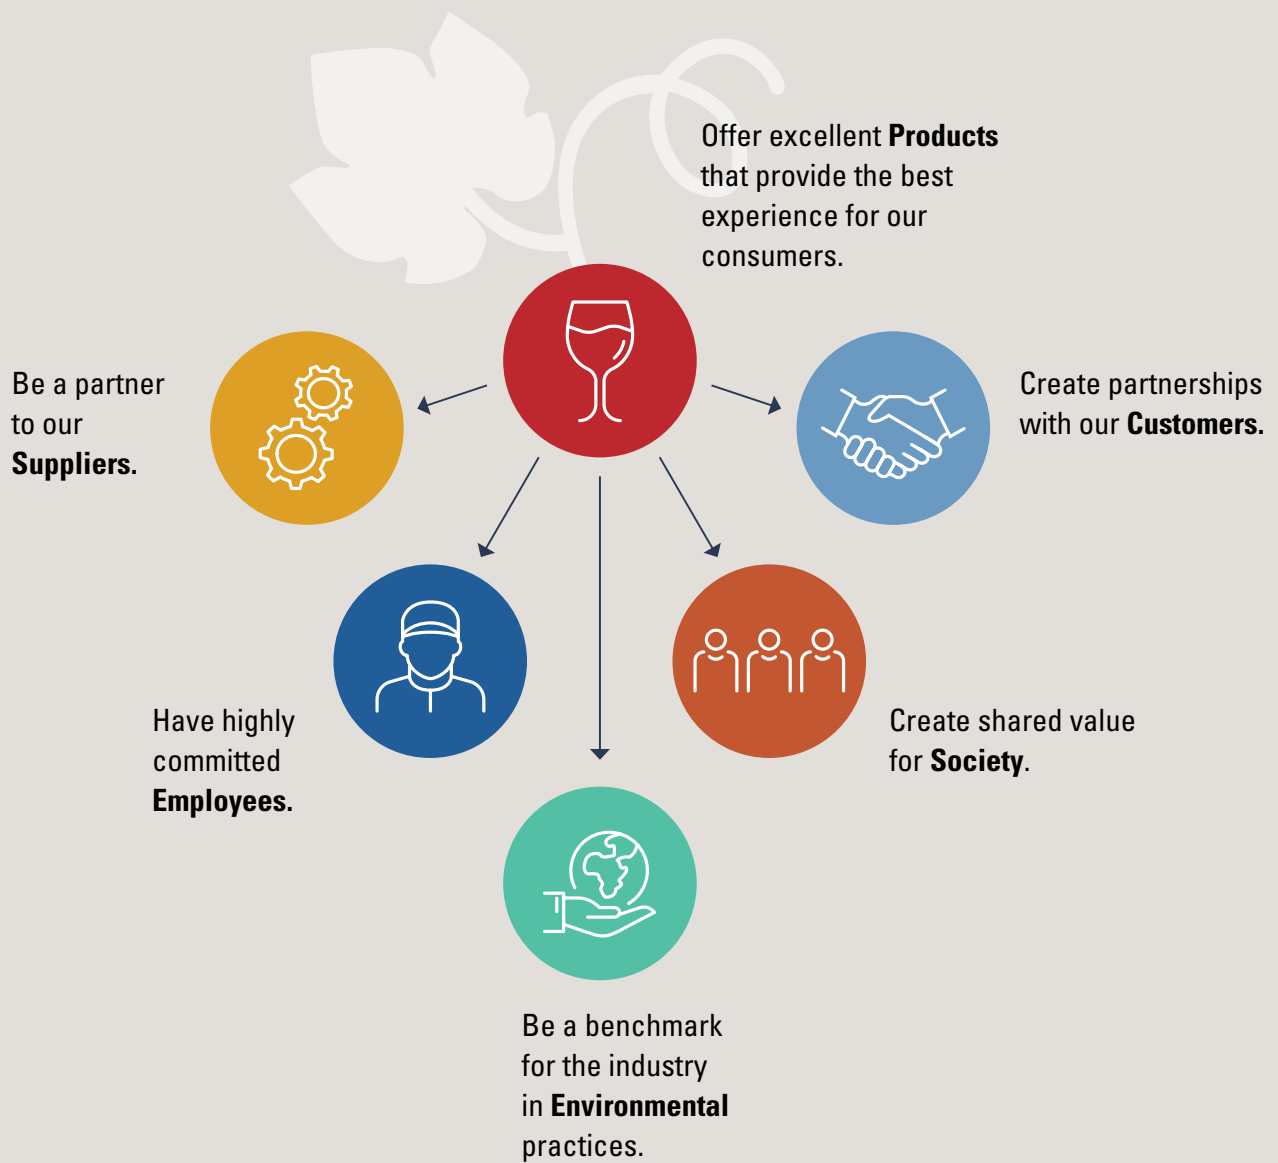 Offer excellent Products
that provide the best
experience for our
consumers.
Be a partner
to our
Suppliers.
Create partnerships
with our Customers.
Have highly
committed
Employees.
Create shared value
for Society.
Be a benchmark
for the industry
in Environmental
practices.